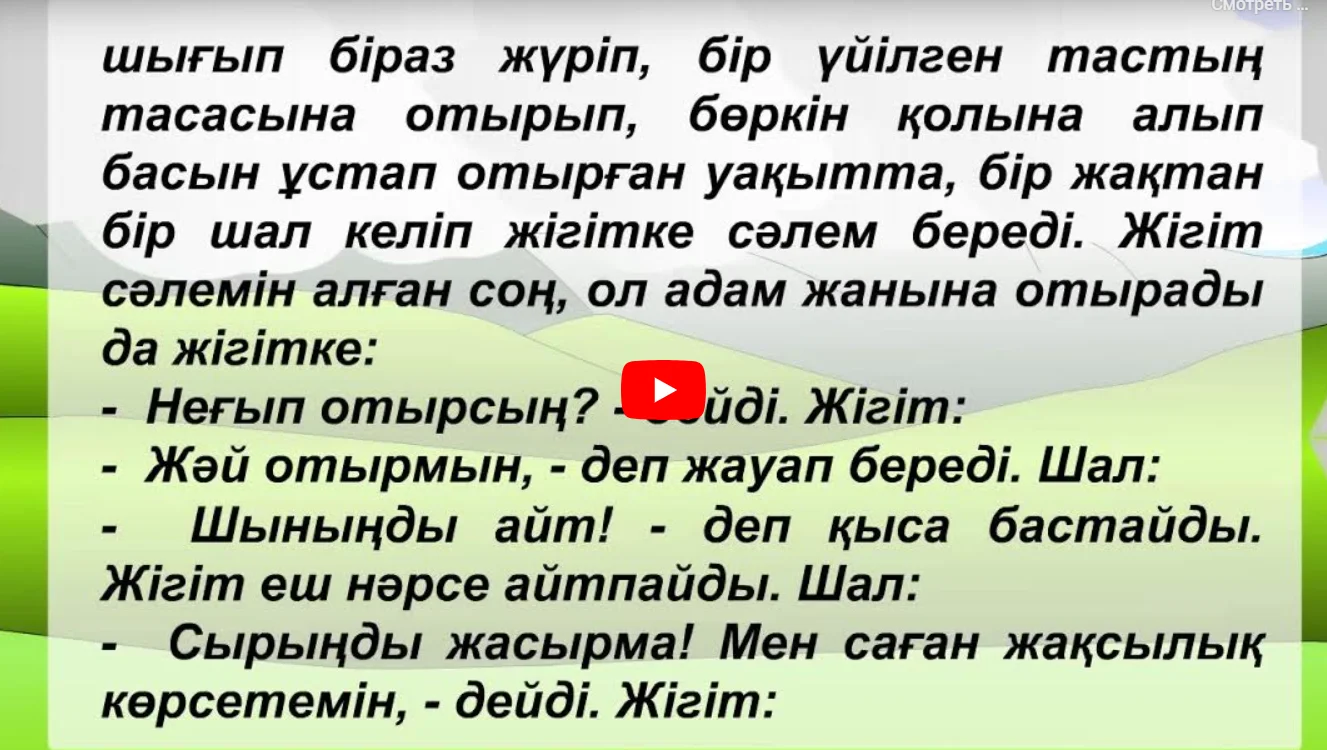 Смотреть ...
шығып біраз жүріп, бір үйілген тастың
тасасына отырып, бөркін қолына алып
басын ұстап отырған уақытта, бір жақтан
бір шал келіп жігітке сәлем береді. Жігіт
сәлемін алған соң, ол адам жанына отырады
да жігітке:
- Неғып отырсың? - дейді. Жігіт:
- Жәй отырмын, - деп жауап береді. Шал:
- Шыныңды айт! - деп қыса бастайды.
Жігіт еш нәрсе айтпайды. Шал:
- Сырыңды жасырма! Мен саған жақсылық
көрсетемін, - дейді. Жігіт: